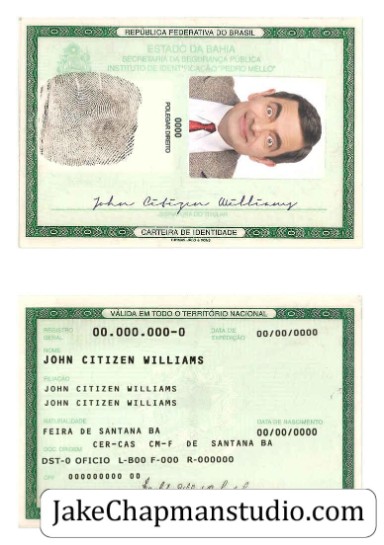 REPÚBLICA FEDERATIVA DO BRASIL
ESTADO DA BAHIA
SECRETARIA DA SEGURANÇA PÚBLICA
INSTITUTO DE IDENTIFICAÇÃO "PEDRO MELLO"
0000
POLEGAR DIREITO
John Citizen Williams
ASSINATURA DO TITULAR
CARTEIRA DE IDENTIDADE
VÁLIDA EM TODO O TERRITÓRIO NACIONAL
REGISTRO GERAL 00.000.000-0 DATA DE EXPEDIÇÃO 00/00/0000
NOME
JOHN CITIZEN WILLIAMS
FILIAÇÃO
JOHN CITIZEN WILLIAMS
JOHN CITIZEN WILLIAMS
NATURALIDADE DATA DE NASCIMENTO
FEIRA DE SANTANA BA 00/00/0000
DOC. ORIGEM CER-CAS CM-F DE SANTANA BA
DST-0 OFICIO L-B00 F-000 R-000000
CPF 000000000 00
JakeChapmanstudio.com